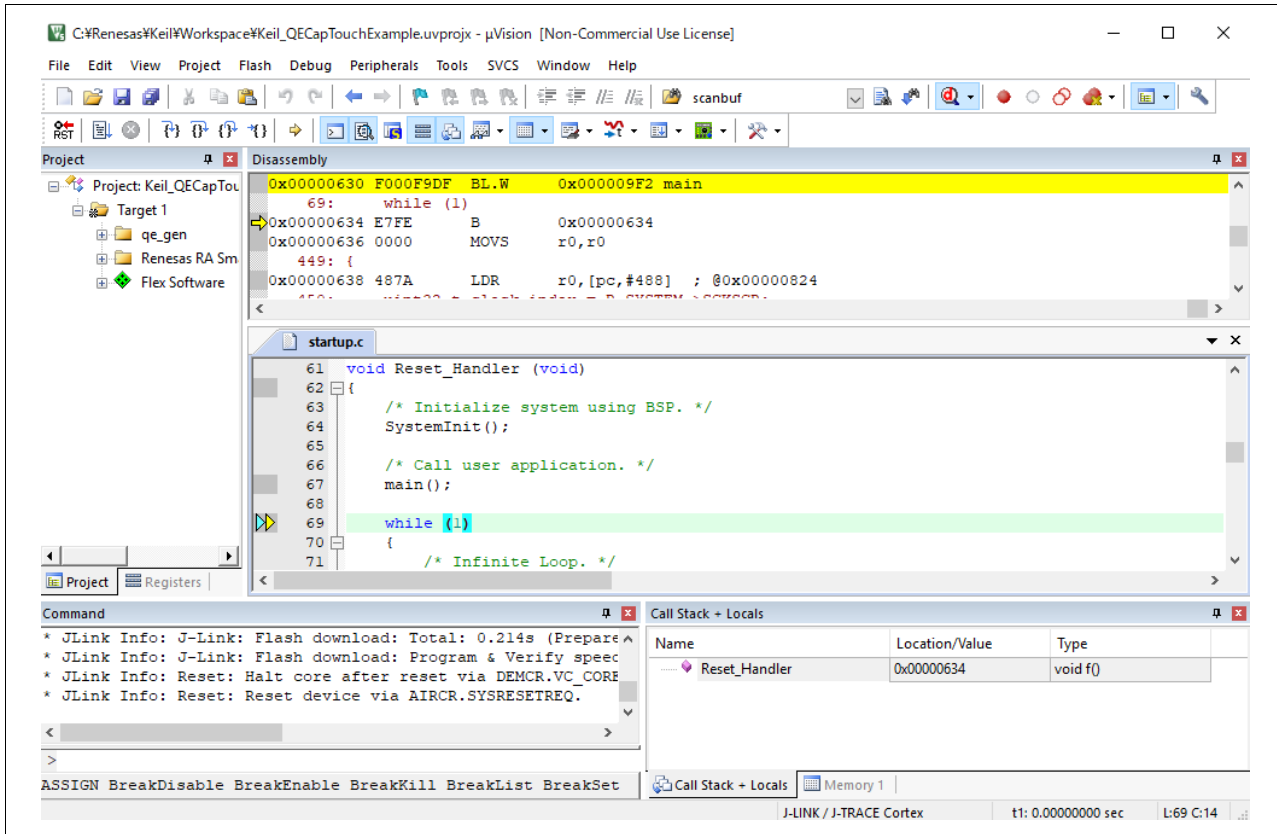 C:¥Renesas¥Keil¥Workspace¥Keil_QECapTouchExample.uvprojx - µVision [Non-Commercial Use License]
File Edit View Project Flash Debug Peripherals Tools SVCS Window Help
scanbuf
RST
Project
Project: Keil_QECapTou
Target 1
qe_gen
Renesas RA Sm
Flex Software
Project Registers
Disassembly
0x00000630 F000F9DF BL.W 0x000009F2 main
69: while (1)
0x00000634 E7FE B 0x00000634
0x00000636 0000 MOVS r0,r0
449: {
0x00000638 487A LDR r0,[pc,#488] ; @0x00000824
startup.c
61 void Reset_Handler (void)
62 {
63 /* Initialize system using BSP. */
64 SystemInit();
65
66 /* Call user application. */
67 main();
68
69 while (1)
70 {
71 /* Infinite Loop. */
Command
* JLink Info: J-Link: Flash download: Total: 0.214s (Prepare
* JLink Info: J-Link: Flash download: Program & Verify speed
* JLink Info: Reset: Halt core after reset via DEMCR.VC_CORE
* JLink Info: Reset: Reset device via AIRCR.SYSRESETREQ.
>
ASSIGN BreakDisable BreakEnable BreakKill BreakList BreakSet
Call Stack + Locals
Name Location/Value Type
Reset_Handler 0x00000634 void f()
Call Stack + Locals Memory 1
J-LINK / J-TRACE Cortex t1: 0.00000000 sec L:69 C:14